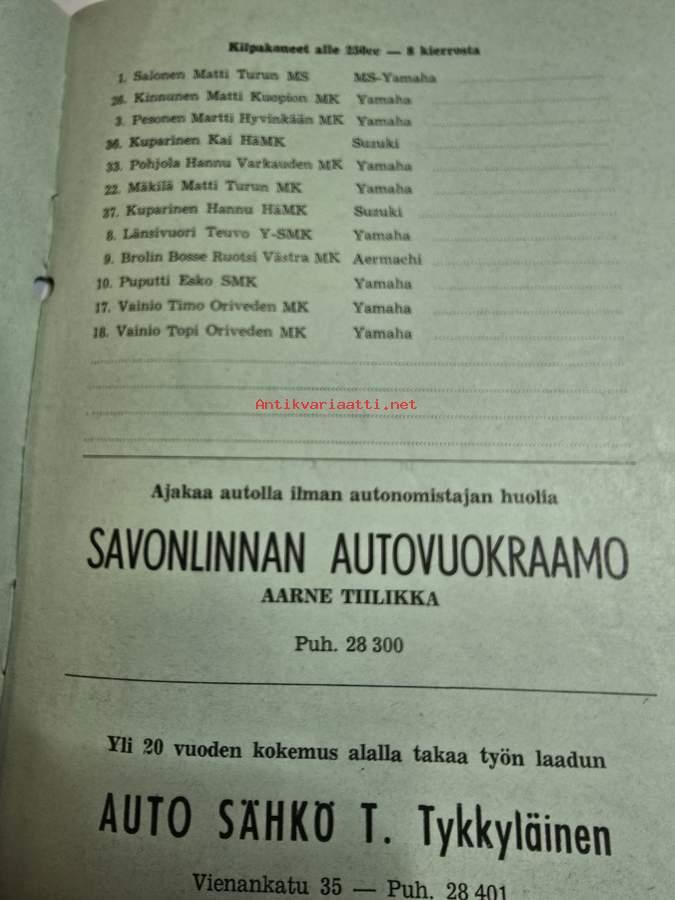 Kilpakoneet alle 250cc — 8 kierrosta
1. Salonen Matti Turun MS MS-Yamaha
26. Kinnunen Matti Kuopion MK Yamaha
3. Pesonen Martti Hyvinkään MK Yamaha
36. Kuparinen Kai HäMK Suzuki
33. Pohjola Hannu Varkauden MK Yamaha
22. Mäkilä Matti Turun MK Yamaha
37. Kuparinen Hannu HäMK Suzuki
8. Länsivuori Teuvo Y-SMK Yamaha
9. Brolin Bosse Ruotsi Västra MK Aermachi
10. Puputti Esko SMK Yamaha
17. Vainio Timo Oriveden MK Yamaha
18. Vainio Topi Oriveden MK Yamaha
Antikvariaatti.net
Ajakaa autolla ilman autonomistajan huolia
SAVONLINNAN AUTOVUOKRAAMO
AARNE TIILIKKA
Puh. 28 300
Yli 20 vuoden kokemus alalla takaa työn laadun
AUTO SÄHKÖ T. Tykkyläinen
Vienankatu 35 — Puh. 28 401